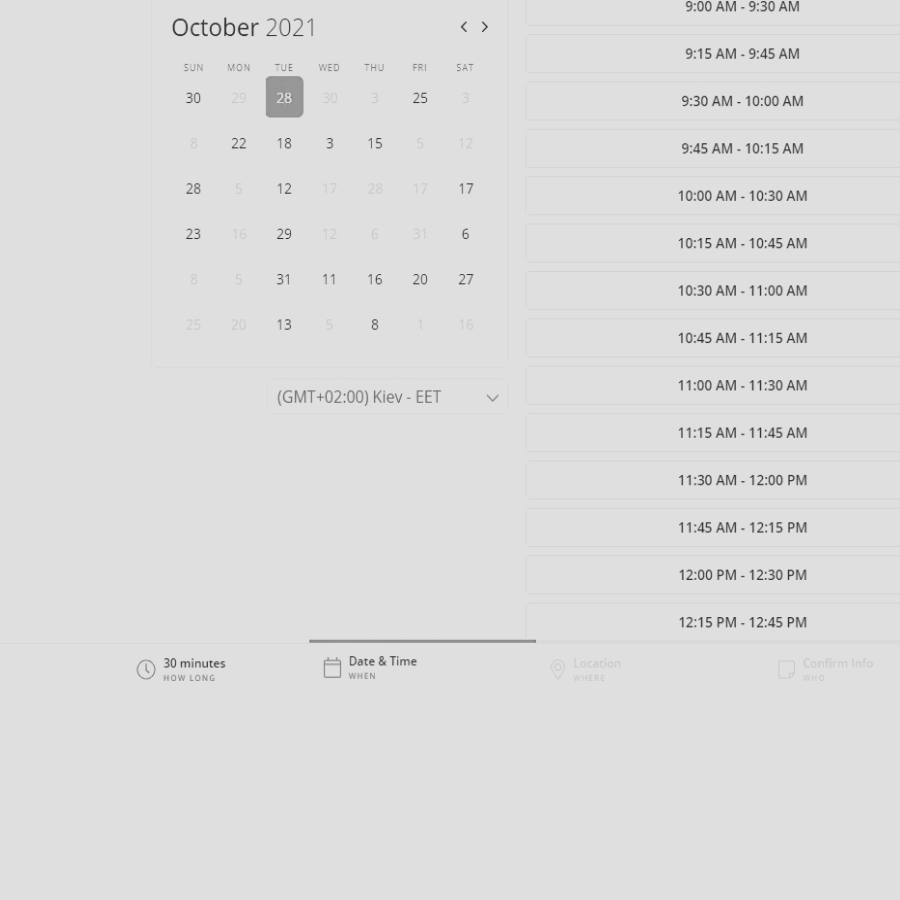 October 2021
SUN MON TUE WED THU FRI SAT
30 29 28 30 3 25 3
8 22 18 3 15 5 12
28 5 12 17 28 17 17
23 16 29 12 6 31 6
8 5 31 11 16 20 27
25 20 13 5 8 1 16
(GMT+02:00) Kiev - EET
9:00 AM - 9:30 AM
9:15 AM - 9:45 AM
9:30 AM - 10:00 AM
9:45 AM - 10:15 AM
10:00 AM - 10:30 AM
10:15 AM - 10:45 AM
10:30 AM - 11:00 AM
10:45 AM - 11:15 AM
11:00 AM - 11:30 AM
11:15 AM - 11:45 AM
11:30 AM - 12:00 PM
11:45 AM - 12:15 PM
12:00 PM - 12:30 PM
12:15 PM - 12:45 PM
30 minutes
HOW LONG
Date & Time
WHEN
Location
WHERE
Confirm Info
WHO